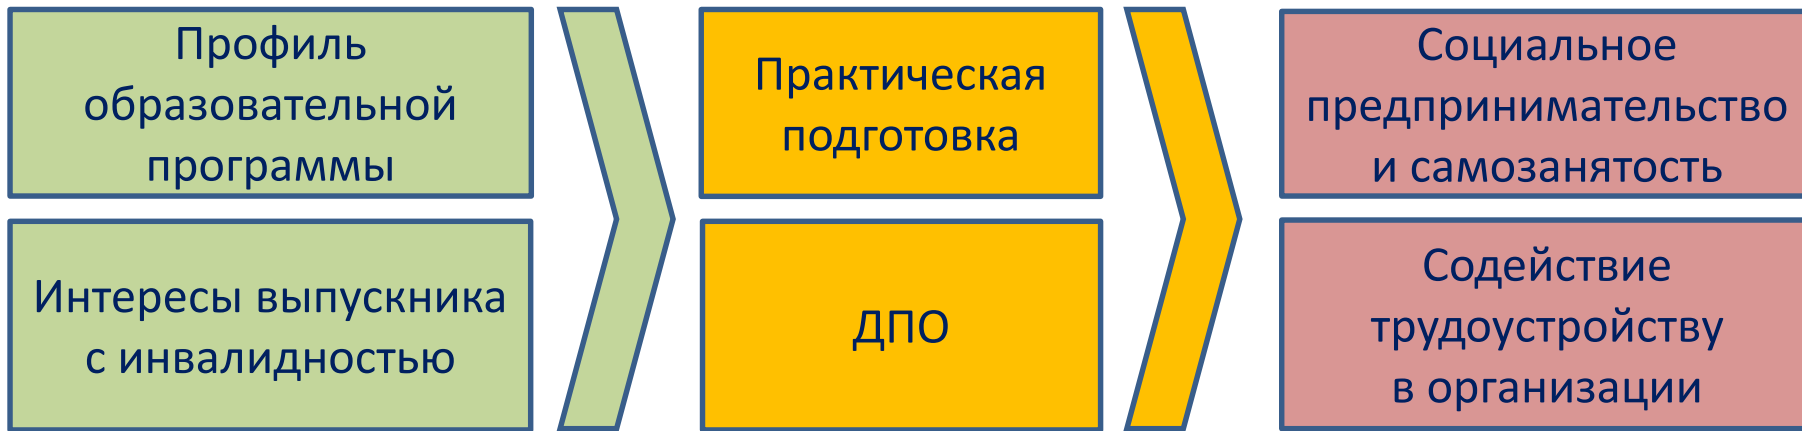 Профиль
образовательной
программы
Интересы выпускника
с инвалидностью
Практическая
подготовка
ДПО
Социальное
предпринимательство
и самозанятость
Содействие
трудоустройству
в организации